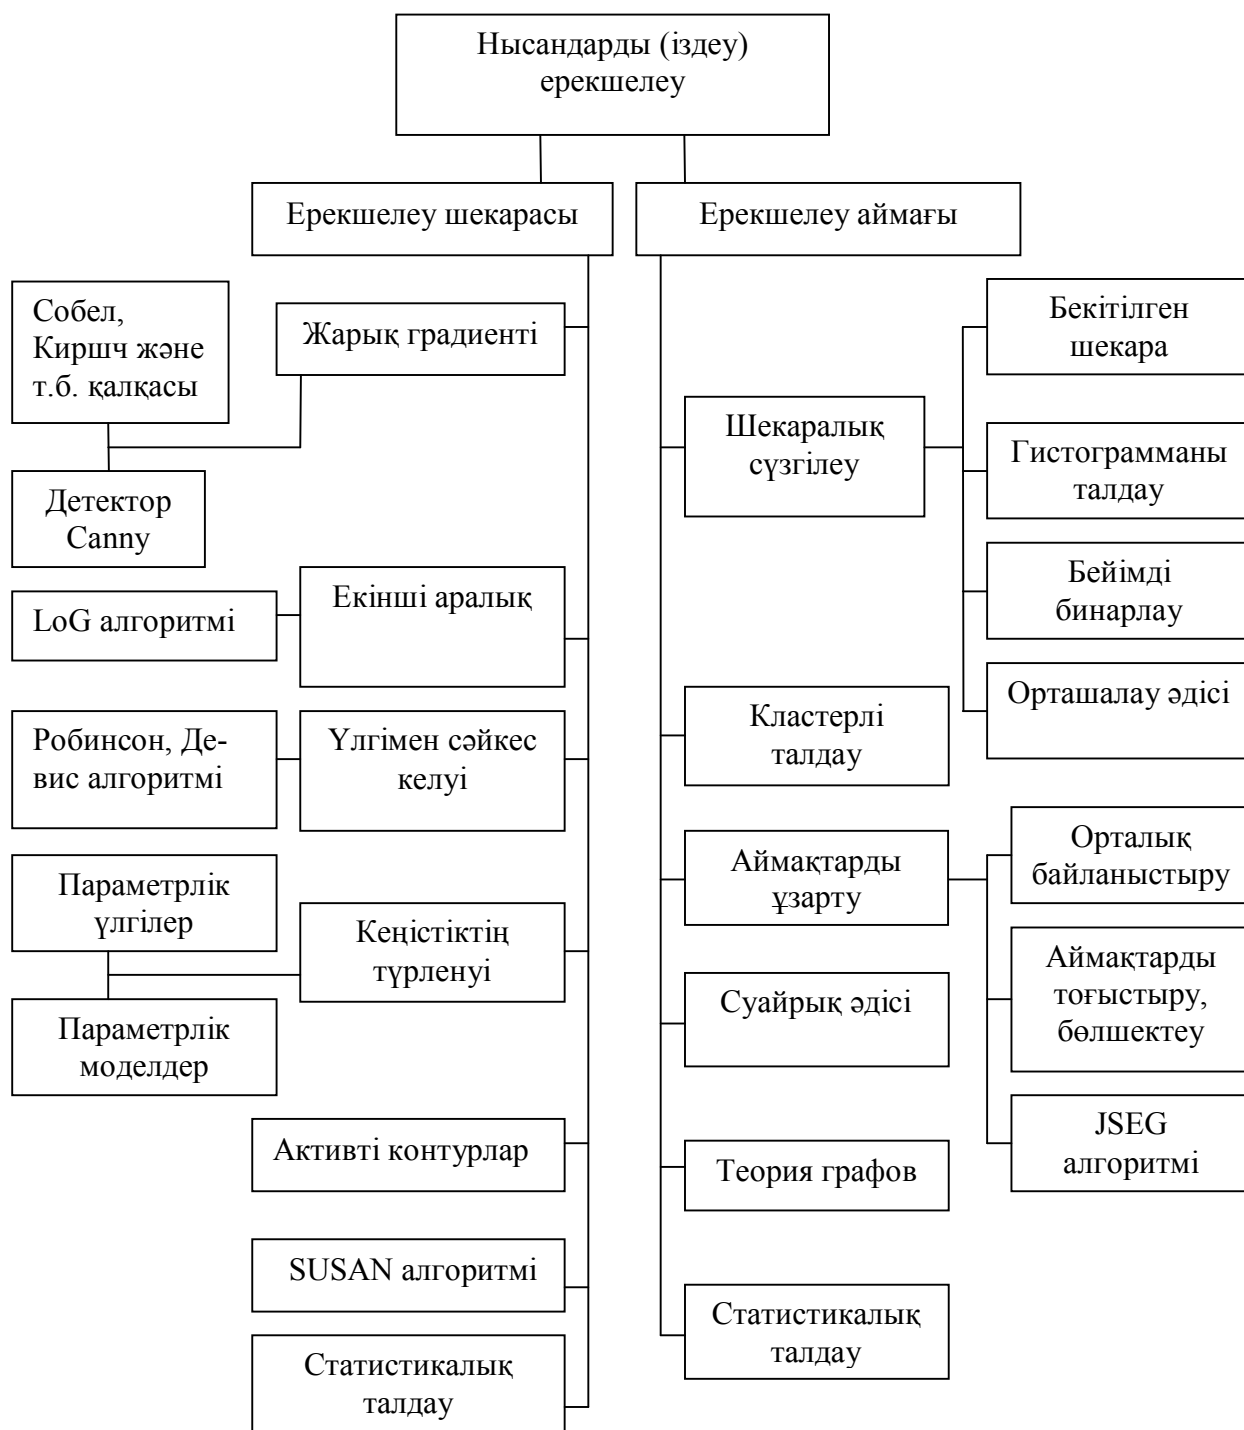 Нысандарды (іздеу)
ерекшелеу
Ерекшелеу шекарасы
Ерекшелеу аймағы
Собел,
Киршч және
т.б. қалқасы
Жарық градиенті
Детектор
Canny
Екінші аралық
LoG алгоритмі
Робинсон, Де-
вис алгоритмі
Үлгімен сәйкес
келуі
Параметрлік
үлгілер
Кеңістіктің
түрленуі
Параметрлік
моделдер
Активті контурлар
SUSAN алгоритмі
Статистикалық
талдау
Шекаралық
сүзгілеу
Бекітілген
шекара
Гистограмманы
талдау
Бейімді
бинарлау
Орташалау әдісі
Кластерлі
талдау
Аймақтарды
ұзарту
Орталық
байланыстыру
Аймақтарды
тоғыстыру,
бөлшектеу
JSEG
алгоритмі
Суайрық әдісі
Теория графов
Статистикалық
талдау